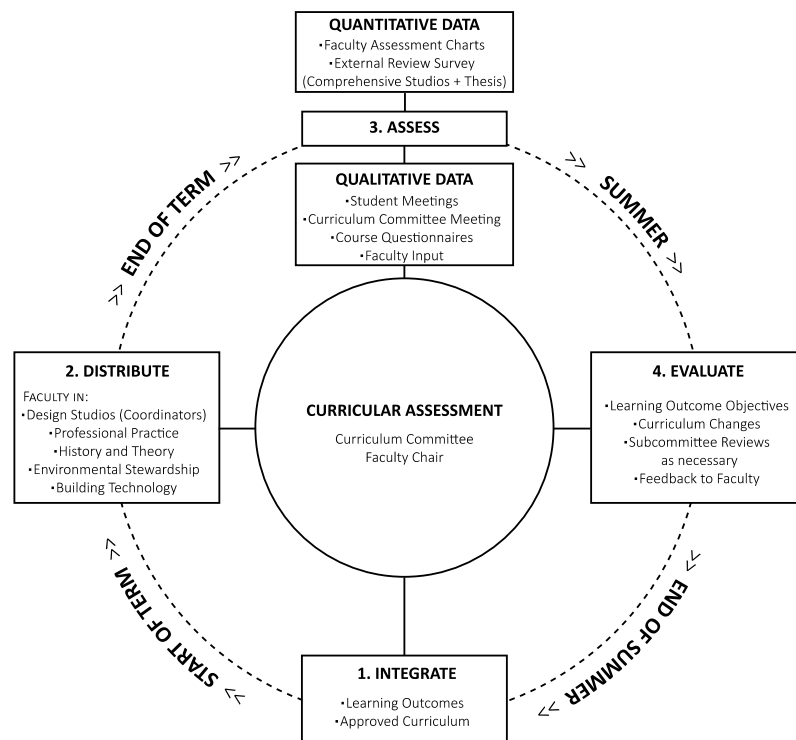 QUANTITATIVE DATA
▪Faculty Assessment Charts
▪External Review Survey
(Comprehensive Studios + Thesis)
3. ASSESS
QUALITATIVE DATA
▪Student Meetings
▪Curriculum Committee Meeting
▪Course Questionnaires
▪Faculty Input
>> END OF TERM >>
>> SUMMER >>
2. DISTRIBUTE
FACULTY IN:
▪Design Studios (Coordinators)
▪Professional Practice
▪History and Theory
▪Environmental Stewardship
▪Building Technology
CURRICULAR ASSESSMENT
Curriculum Committee
Faculty Chair
4. EVALUATE
▪Learning Outcome Objectives
▪Curriculum Changes
▪Subcommittee Reviews
as necessary
▪Feedback to Faculty
>> START OF TERM >>
>> END OF SUMMER >>
1. INTEGRATE
▪Learning Outcomes
▪Approved Curriculum